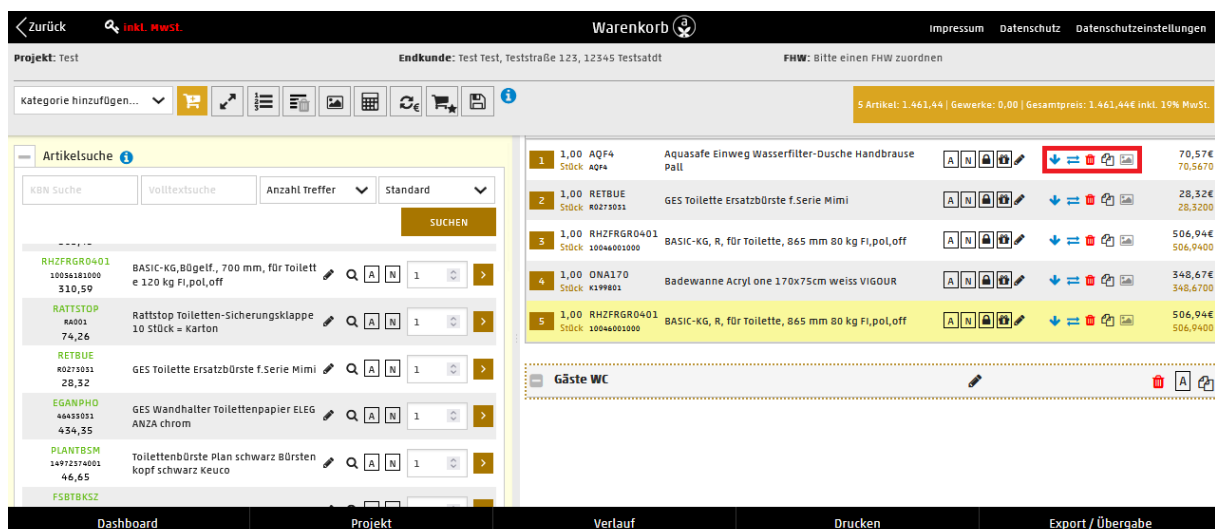 Zurück
inkl. MwSt.
Warenkorb
a
Impressum Datenschutz Datenschutzeinstellungen
Projekt: Test
Endkunde: Test Test, Teststraße 123, 12345 Testsatdt
FHW: Bitte einen FHW zuordnen
Kategorie hinzufügen...
5 Artikel: 1.461,44 | Gewerke: 0,00 | Gesamtpreis: 1.461,44€ inkl. 19% MwSt.
Artikelsuche
KBN Suche
Volltextsuche
Anzahl Treffer
Standard
SUCHEN
RHZFRGR0401
10056181000
310,59
BASIC-KG,Bügelf., 700 mm, für Toilett
e 120 kg FI,pol,off
A N 1
RATTSTOP
RA001
74,26
Rattstop Toiletten-Sicherungsklappe
10 Stück = Karton
A N 1
RETBUE
R0273031
28,32
GES Toilette Ersatzbürste f.Serie Mimi
A N 1
EGANPHO
46455051
434,35
GES Wandhalter Toilettenpapier ELEG
ANZA chrom
A N 1
PLANTBSM
14972574001
46,65
Toilettenbürste Plan schwarz Bürsten
kopf schwarz Keuco
A N 1
FSBTBKSZ
1 1,00 AQF4
Stück AQF4
Aquasafe Einweg Wasserfilter-Dusche Handbrause
Pall
A N
70,57€
70,5670
2 1,00 RETBUE
Stück R0273031
GES Toilette Ersatzbürste f.Serie Mimi
A N
28,32€
28,3200
3 1,00 RHZFRGR0401
Stück 10046001000
BASIC-KG, R, für Toilette, 865 mm 80 kg FI,pol,off
A N
506,94€
506,9400
4 1,00 ONA170
Stück K199801
Badewanne Acryl one 170x75cm weiss VIGOUR
A N
348,67€
348,6700
5 1,00 RHZFRGR0401
Stück 10046001000
BASIC-KG, R, für Toilette, 865 mm 80 kg FI,pol,off
A N
506,94€
506,9400
Gäste WC
A
Dashboard
Projekt
Verlauf
Drucken
Export / Übergabe